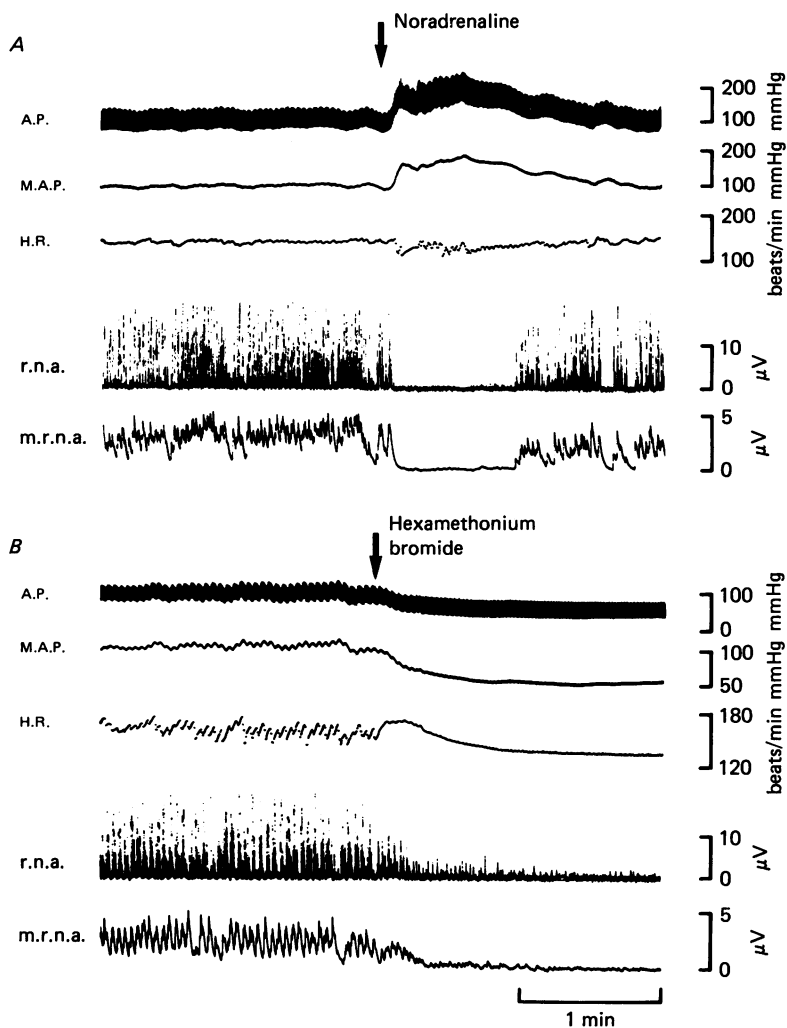 Noradrenaline
A
A.P.
200
100
mmHg
M.A.P.
200
100
mmHg
H.R.
200
100
beats/min
r.n.a.
10
0
μV
m.r.n.a.
5
0
μV
Hexamethonium
bromide
B
A.P.
100
0
mmHg
M.A.P.
100
50
mmHg
H.R.
180
120
beats/min
r.n.a.
10
0
μV
m.r.n.a.
5
0
μV
1 min